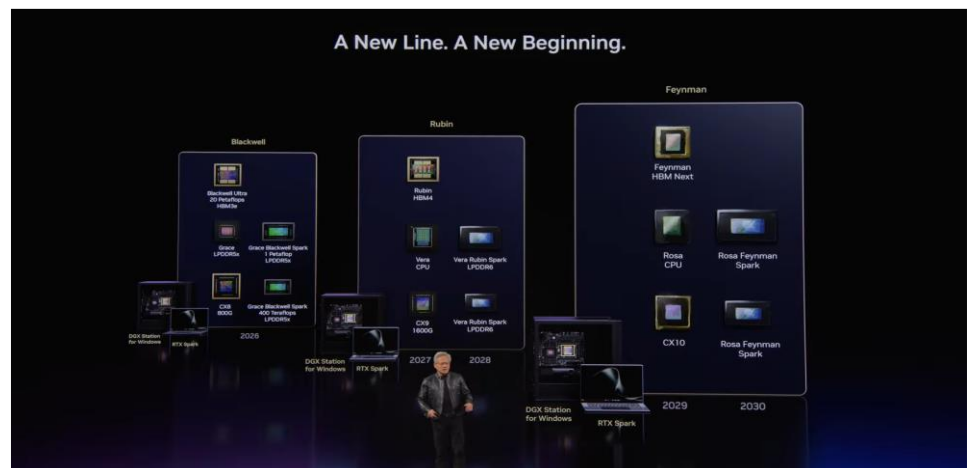 A New Line. A New Beginning.
Blackwell
Blackwell Ultra
20 Petaflops
HBM3e
Grace
LPDDR5x
Grace Blackwell Spark
1 Petaflop
LPDDR5x
CX8
800G
Grace Blackwell Spark
400 Teraflops
LPDDR5x
DGX Station
for Windows
RTX Spark
2026
Rubin
Rubin
HBM4
Vera
CPU
Vera Rubin Spark
LPDDR6
CX9
1600G
Vera Rubin Spark
LPDDR6
DGX Station
for Windows
RTX Spark
2027
2028
Feynman
Feynman
HBM Next
Rosa
CPU
Rosa Feynman
Spark
CX10
Rosa Feynman
Spark
DGX Station
for Windows
RTX Spark
2029
2030